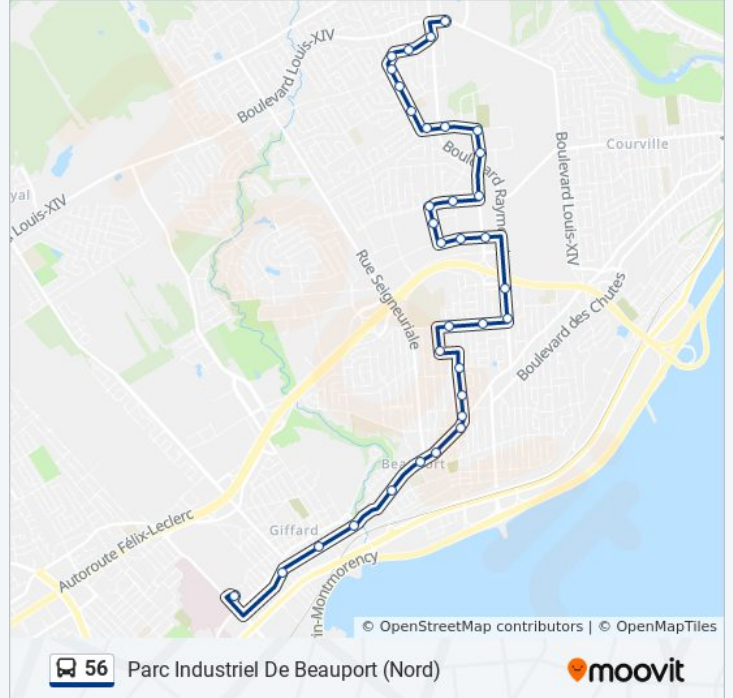 Boulevard Louis-XIV
Courville
Boulevard Raym
Boulevard Louis-XIV
yal
s Louis-XIV
Rue Seigneuriale
Boulevard des Chutes
Beauport
Autoroute Félix-Leclerc
Giffard
in-Montmorency
© OpenStreetMap contributors | © OpenMapTiles
56 Parc Industriel De Beauport (Nord)
moovit